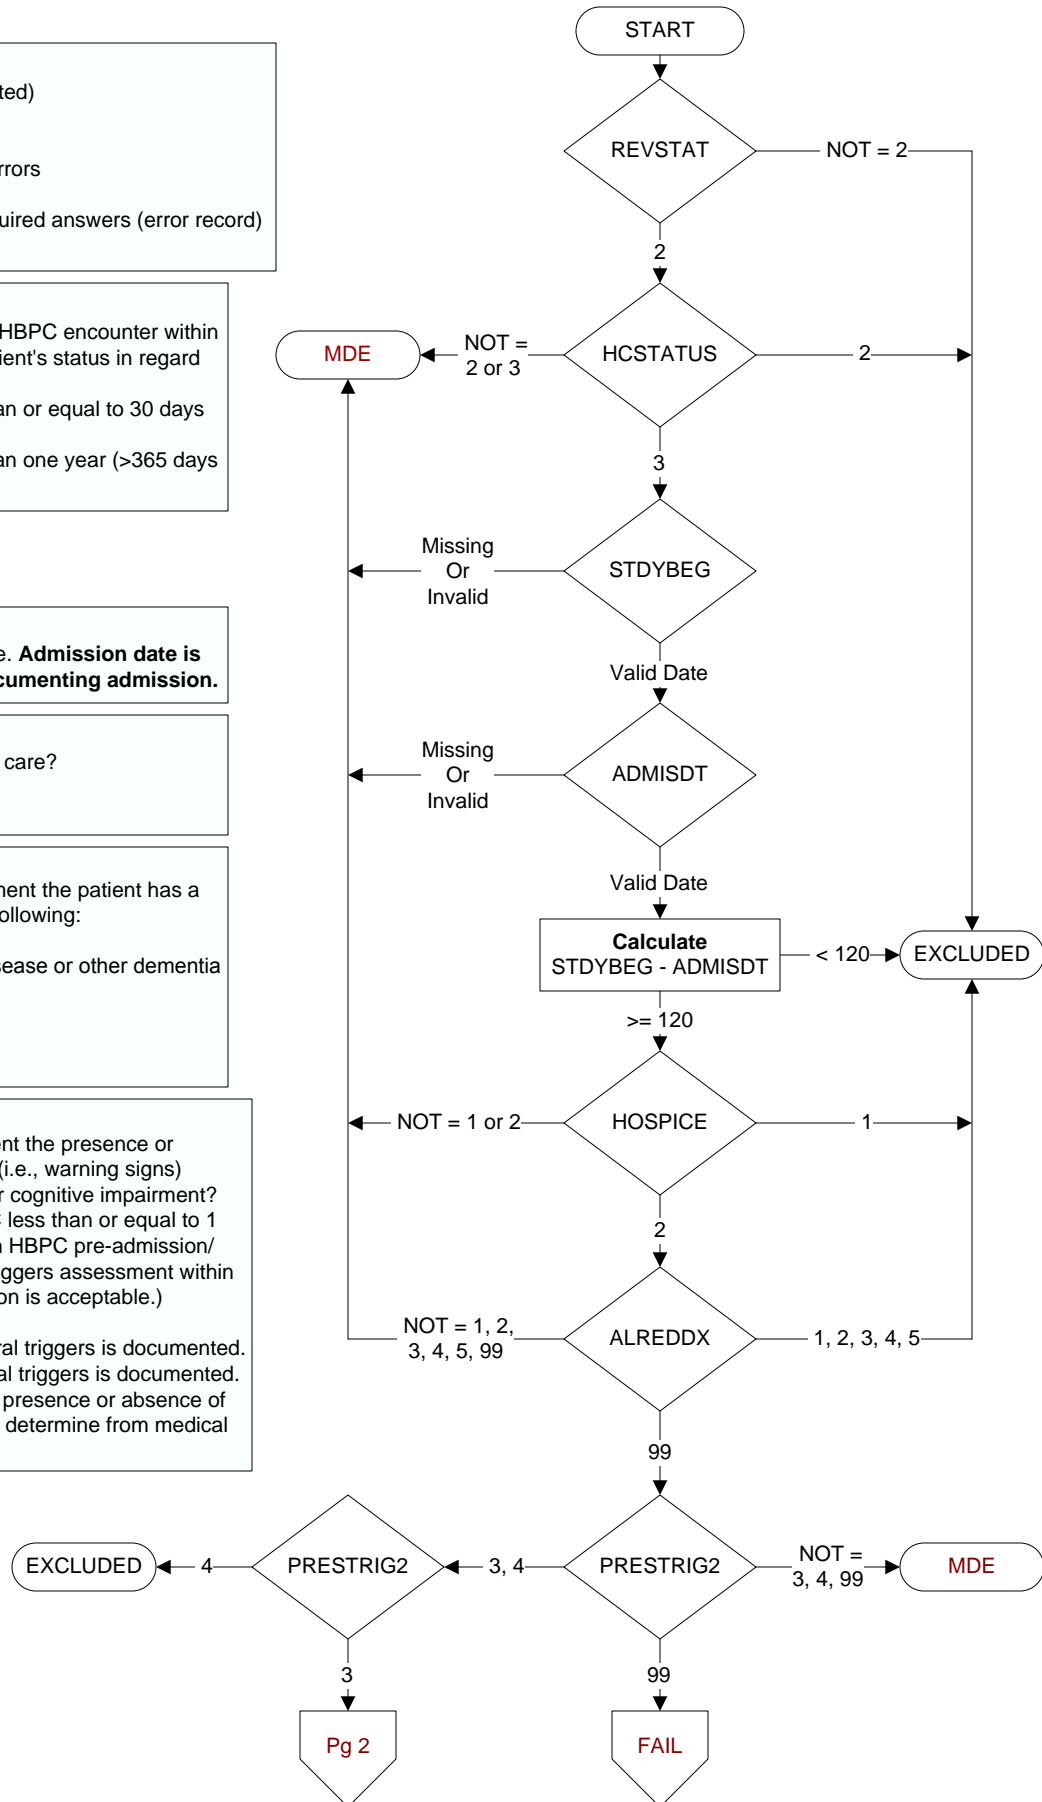 START
ted)
REVSTAT
NOT = 2
rrors
uired answers (error record)
2
HBPC encounter within
ient's status in regard
an or equal to 30 days
an one year (>365 days
MDE
NOT =
2 or 3
HCSTATUS
2
3
Missing
Or
Invalid
STDYBEG
e. Admission date is
cumenting admission.
Valid Date
care?
Missing
Or
Invalid
ADMISDT
Valid Date
nent the patient has a
ollowing:
sease or other dementia
Calculate
STDYBEG - ADMISDT
< 120
EXCLUDED
>= 120
ent the presence or
(i.e., warning signs)
r cognitive impairment?
C less than or equal to 1
n HBPC pre-admission/
iggers assessment within
on is acceptable.)
ral triggers is documented.
al triggers is documented.
presence or absence of
determine from medical
NOT = 1 or 2
HOSPICE
1
2
NOT = 1, 2,
3, 4, 5, 99
ALREDDX
1, 2, 3, 4, 5
99
EXCLUDED
4
PRESTRIG2
3, 4
PRESTRIG2
NOT =
3, 4, 99
MDE
3
99
Pg 2
FAIL